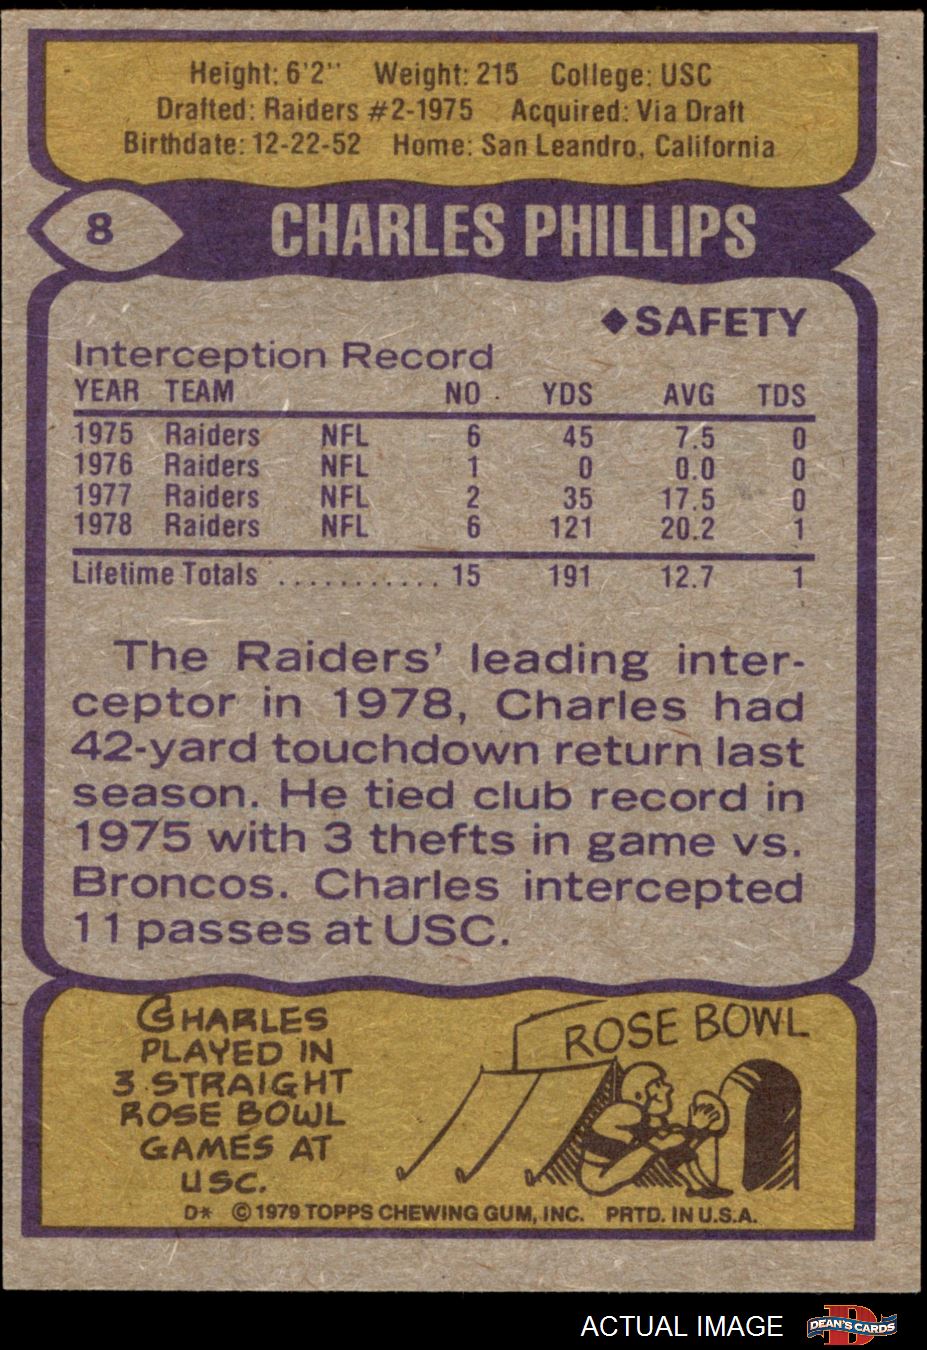 Height: 6'2" Weight: 215 College: USC
Drafted: Raiders #2-1975 Acquired: Via Draft
Birthdate: 12-22-52 Home: San Leandro, California
8 CHARLES PHILLIPS
◆SAFETY
Interception Record
YEAR TEAM NO. YDS AVG TDS
1975 Raiders NFL 6 45 7.5 0
1976 Raiders NFL 1 0 0.0 0
1977 Raiders NFL 2 35 17.5 0
1978 Raiders NFL 6 121 20.2 1
Lifetime Totals ........... 15 191 12.7 1
The Raiders' leading inter-
ceptor in 1978, Charles had
42-yard touchdown return last
season. He tied club record in
1975 with 3 thefts in game vs.
Broncos. Charles intercepted
11 passes at USC.
CHARLES
PLAYED IN
3 STRAIGHT
ROSE BOWL
GAMES AT
USC.
ROSE BOWL
D* ©1979 TOPPS CHEWING GUM, INC. PRTD. IN U.S.A.
ACTUAL IMAGE D DEAN'S CARDS